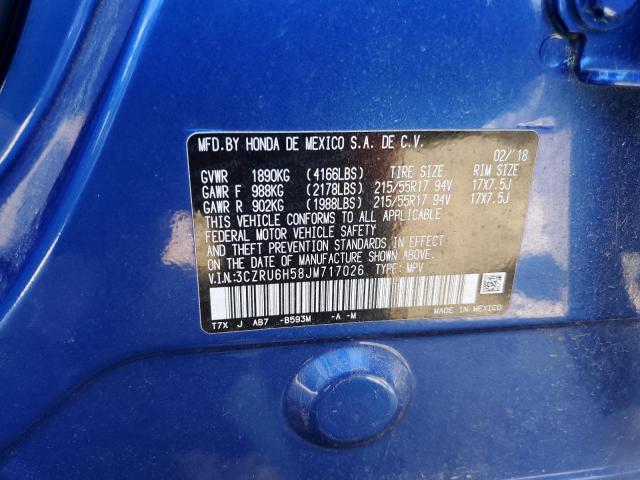 MFD.BY HONDA DE MEXICO S.A. DE C.V.
02/'18
GVWR 1890KG (4166LBS) TIRE SIZE RIM SIZE
GAWR F 988KG (2178LBS) 215/55R17 94V 17X7.5J
GAWR R 902KG (1988LBS) 215/55R17 94V 17X7.5J
THIS VEHICLE CONFORMS TO ALL APPLICABLE
FEDERAL MOTOR VEHICLE SAFETY
AND THEFT PREVENTION STANDARDS IN EFFECT
ON THE DATE OF MANUFACTURE SHOWN ABOVE.
V.I.N:3CZRU6H58JM717026 TYPE: MPV
T7X J AB7 -B593M -A -M
MADE IN MEXICO